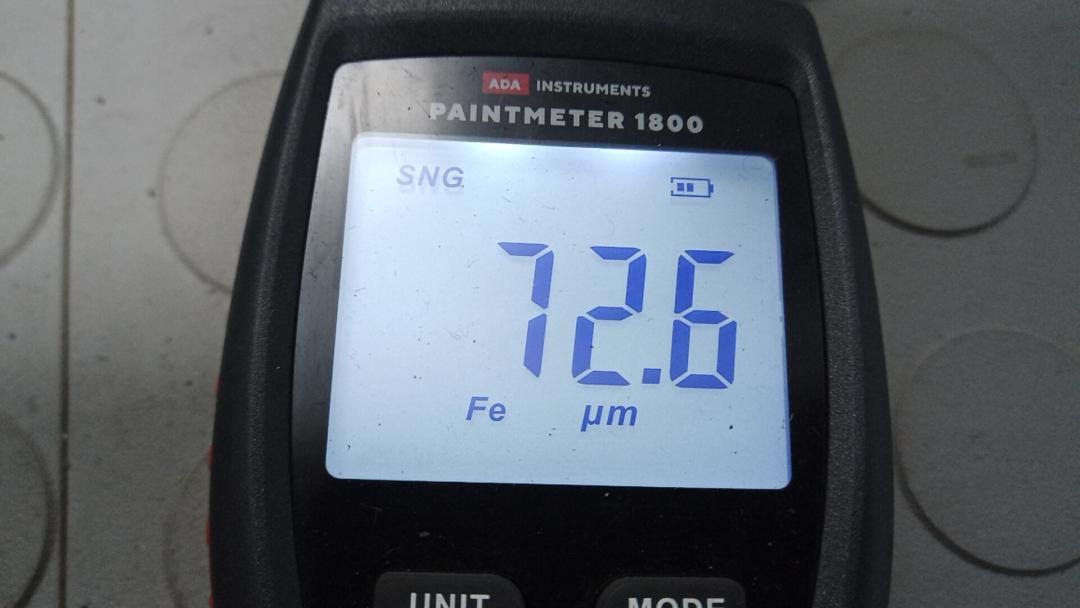 ADA INSTRUMENTS
PAINTMETER 1800
SNG
72.6
Fe µm
UNIT MODE